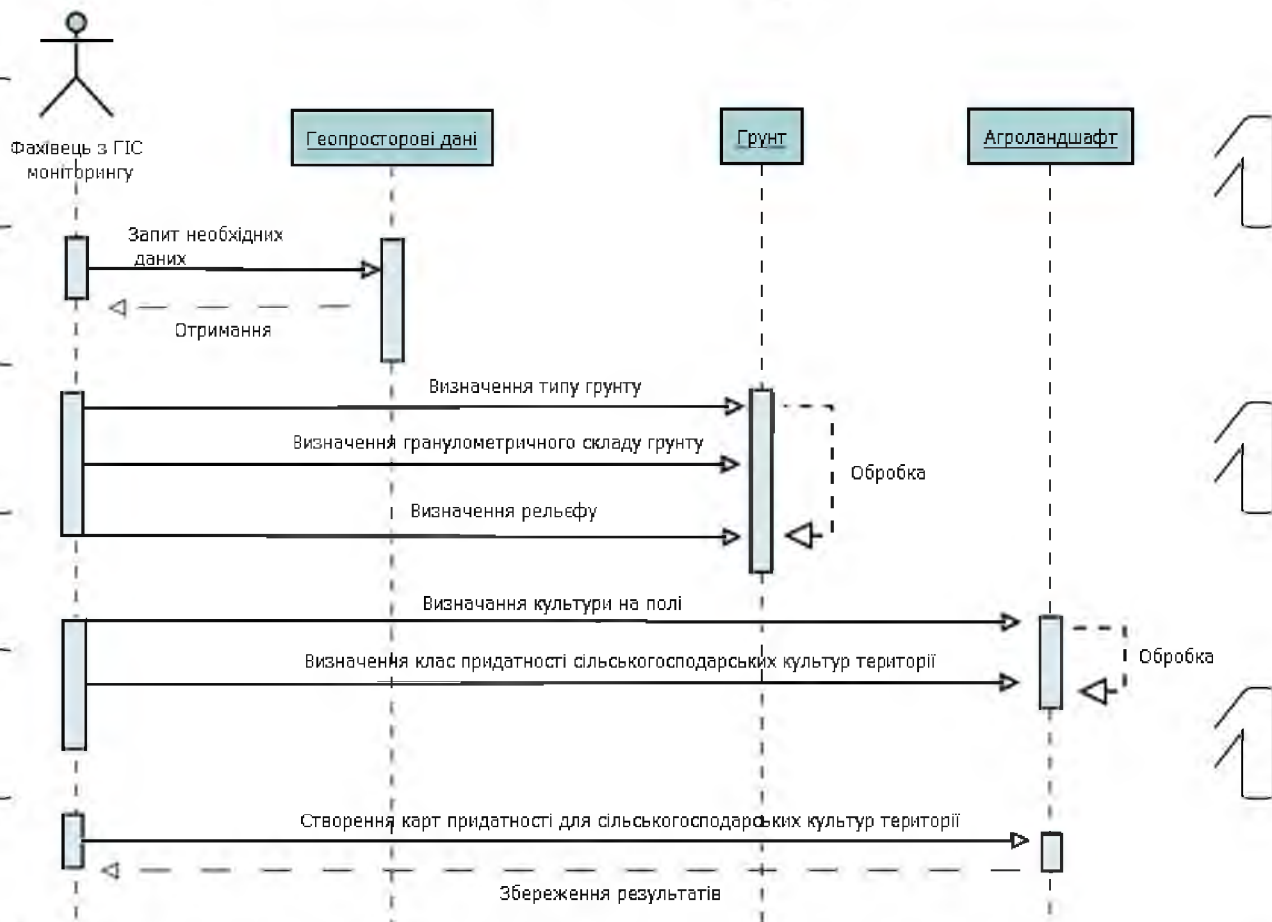 Фахівець з ГІС
моніторингу
Геопросторові дані
Грунт
Агроландшафт
Запит необхідних
даних
Отримання
Визначення типу грунту
Визначення гранулометричного складу грунту
Обробка
Визначення рельєфу
Визначання культури на полі
Визначення клас придатності сільськогосподарських культур території
Обробка
Створення карт придатності для сільськогосподарських культур території
Збереження результатів